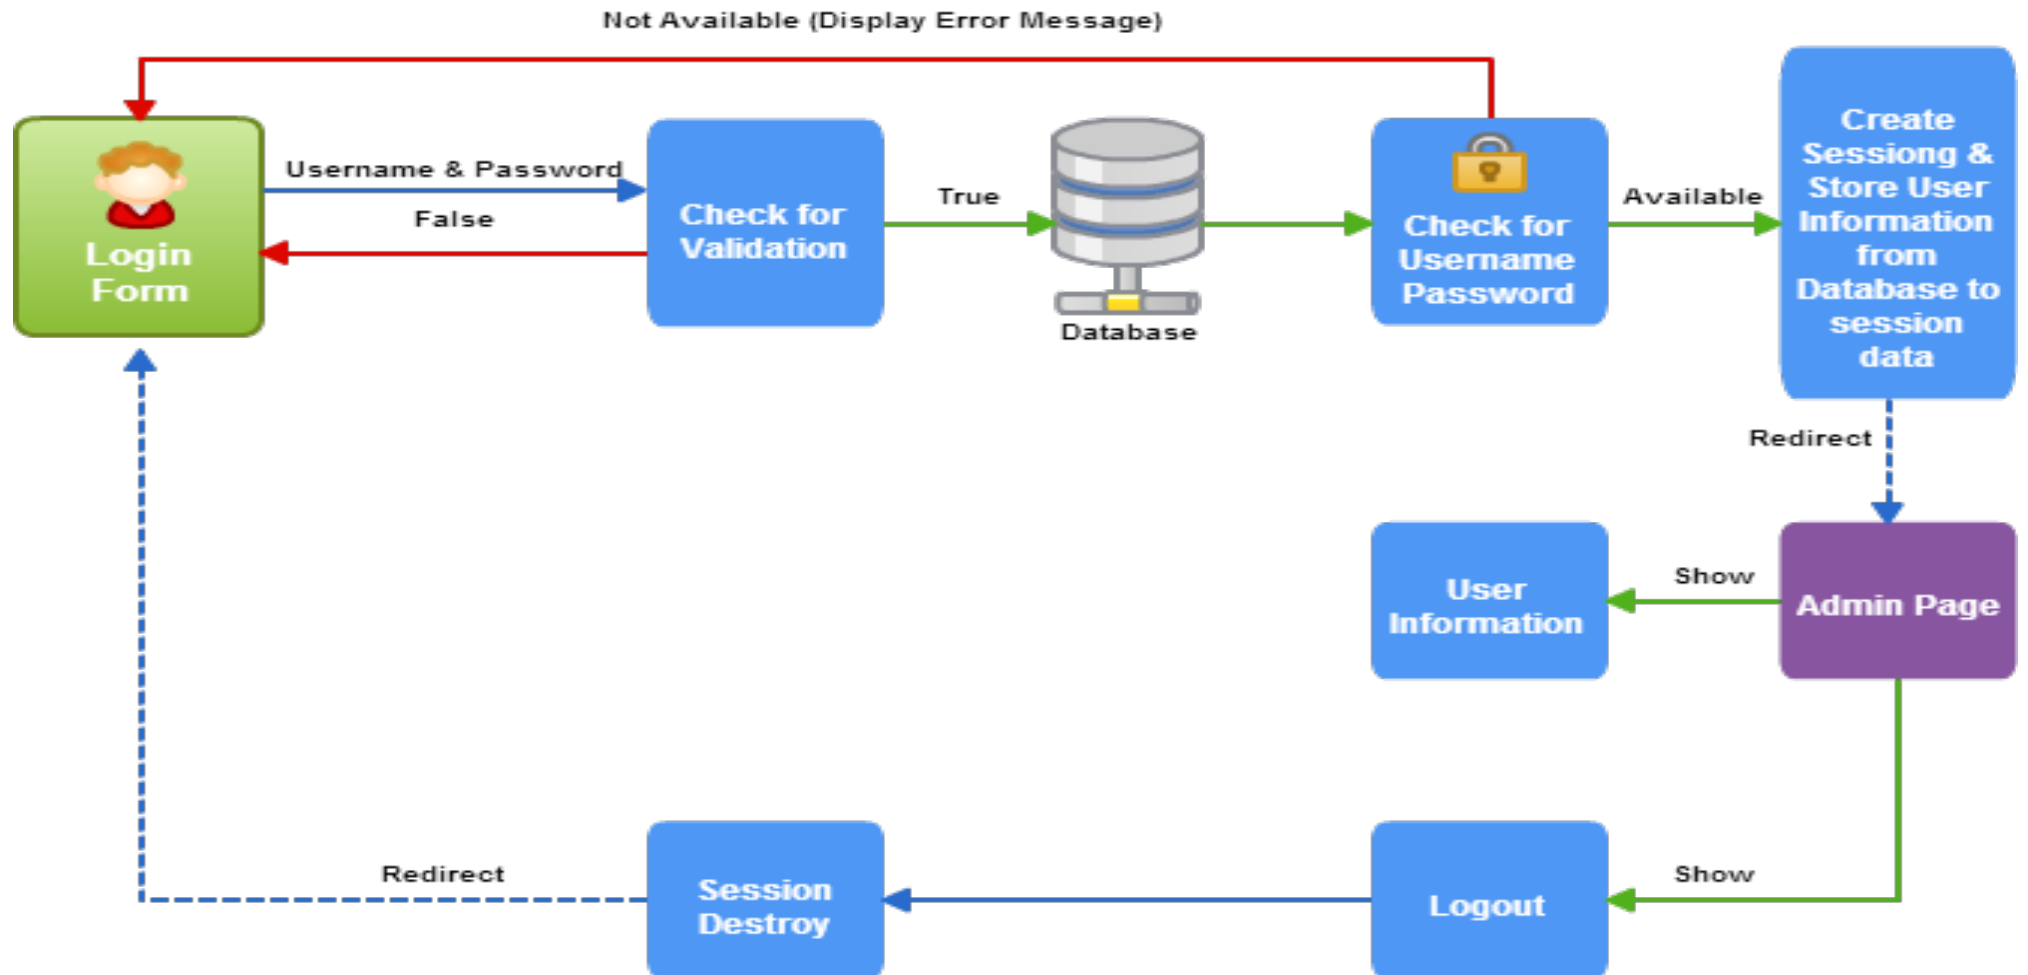 Not Available (Display Error Message)
Login
Form
Username & Password
False
Check for
Validation
True
Database
Check for
Username
Password
Available
Create
Sessiong &
Store User
Information
from
Database to
session
data
Redirect
User
Information
Show
Admin Page
Redirect
Session
Destroy
Logout
Show